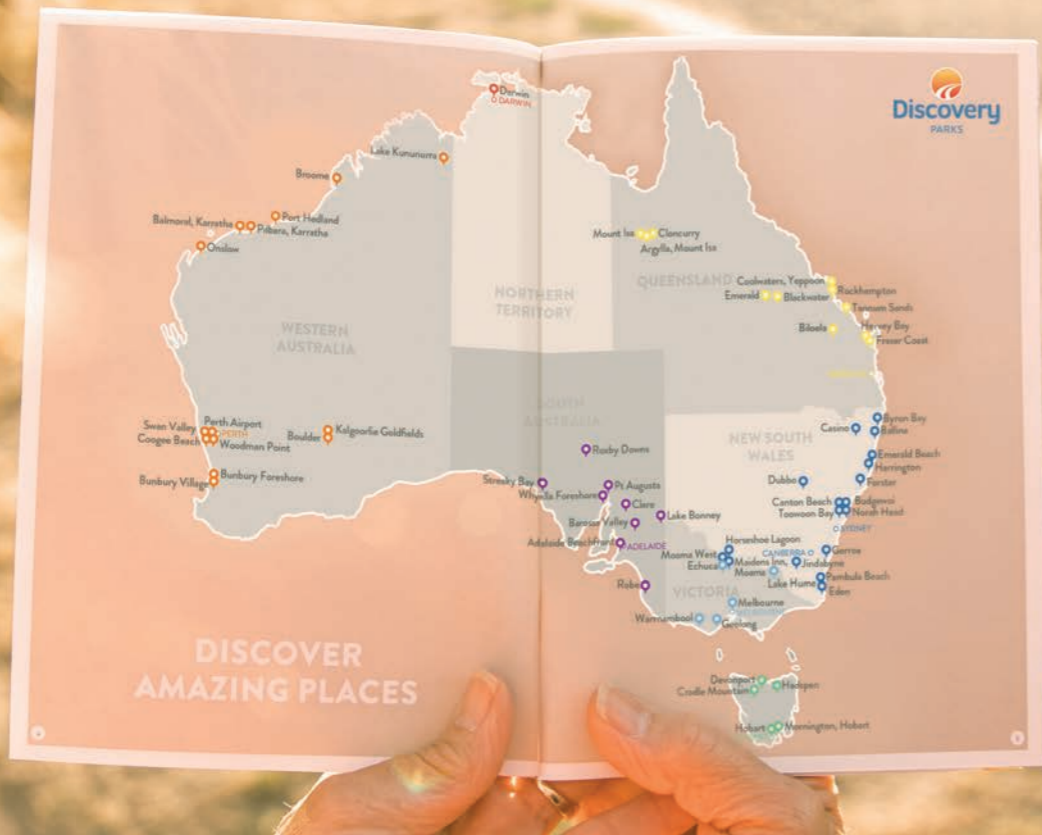 Discovery
PARKS
Darwin
DARWIN
Lake Kununurra
Broome
Port Hedland
Balmoral, Karratha
Pilbara, Karratha
Onslow
Mount Isa
Cloncurry
Argylla, Mount Isa
QUEENSLAND
Coolwaters, Yeppoon
Rockhampton
Emerald
Blackwater
Tannum Sands
NORTHERN
TERRITORY
Biloela
Harvey Bay
Fraser Coast
WESTERN
AUSTRALIA
SOUTH
AUSTRALIA
Swan Valley
Perth Airport
PERTH
Coogee Beach
Woodman Point
Kalgoorlie Goldfields
Boulder
Byron Bay
Casino
Ballina
NEW SOUTH
WALES
Roxby Downs
Emerald Beach
Harrington
Bunbury Foreshore
Bunbury Village
Streaky Bay
Pt Augusta
Whyalla Foreshore
Clare
Dubbo
Forster
Canton Beach
Budgewoi
Toowoon Bay
Norah Head
Barossa Valley
Lake Bonney
SYDNEY
Adelaide Beachfront
ADELAIDE
Horseshoe Lagoon
Moama West
Maidens Inn,
Moama
Echuca
CANBERRA
Jindabyne
Gerroa
Lake Hume
Pambula Beach
Eden
Robe
VICTORIA
Melbourne
Warrnambool
Geelong
DISCOVER
AMAZING PLACES
Devonport
Cradle Mountain
Hadspen
Hobart
Mornington, Hobart